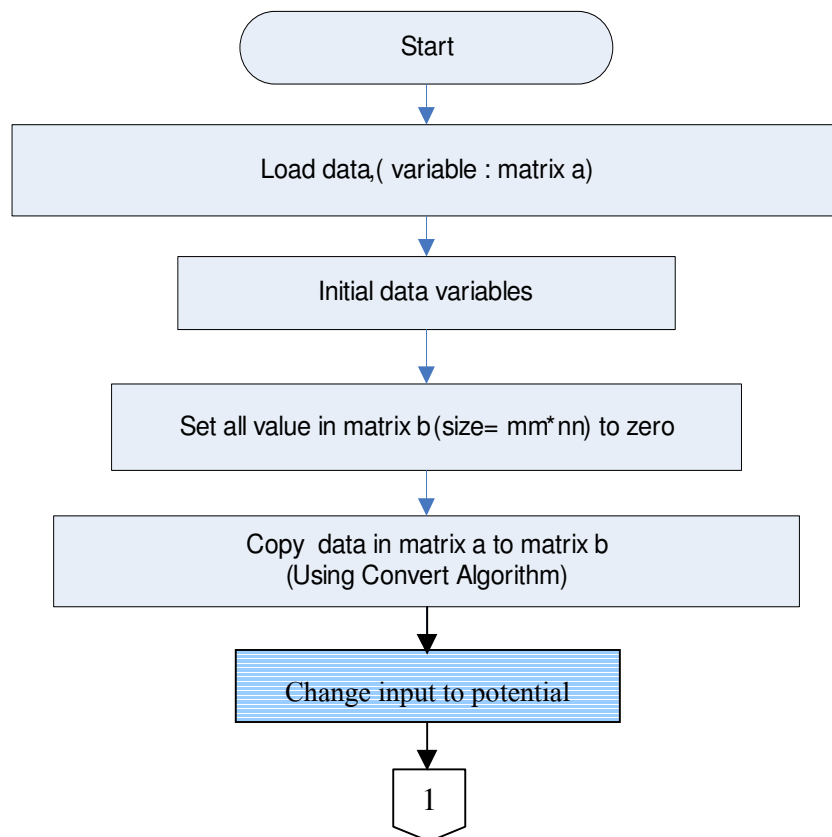 Start
Load data,( variable : matrix a)
Initial data variables
Set all value in matrix b(size= mm*nn) to zero
Copy data in matrix a to matrix b
(Using Convert Algorithm)
Change input to potential
1